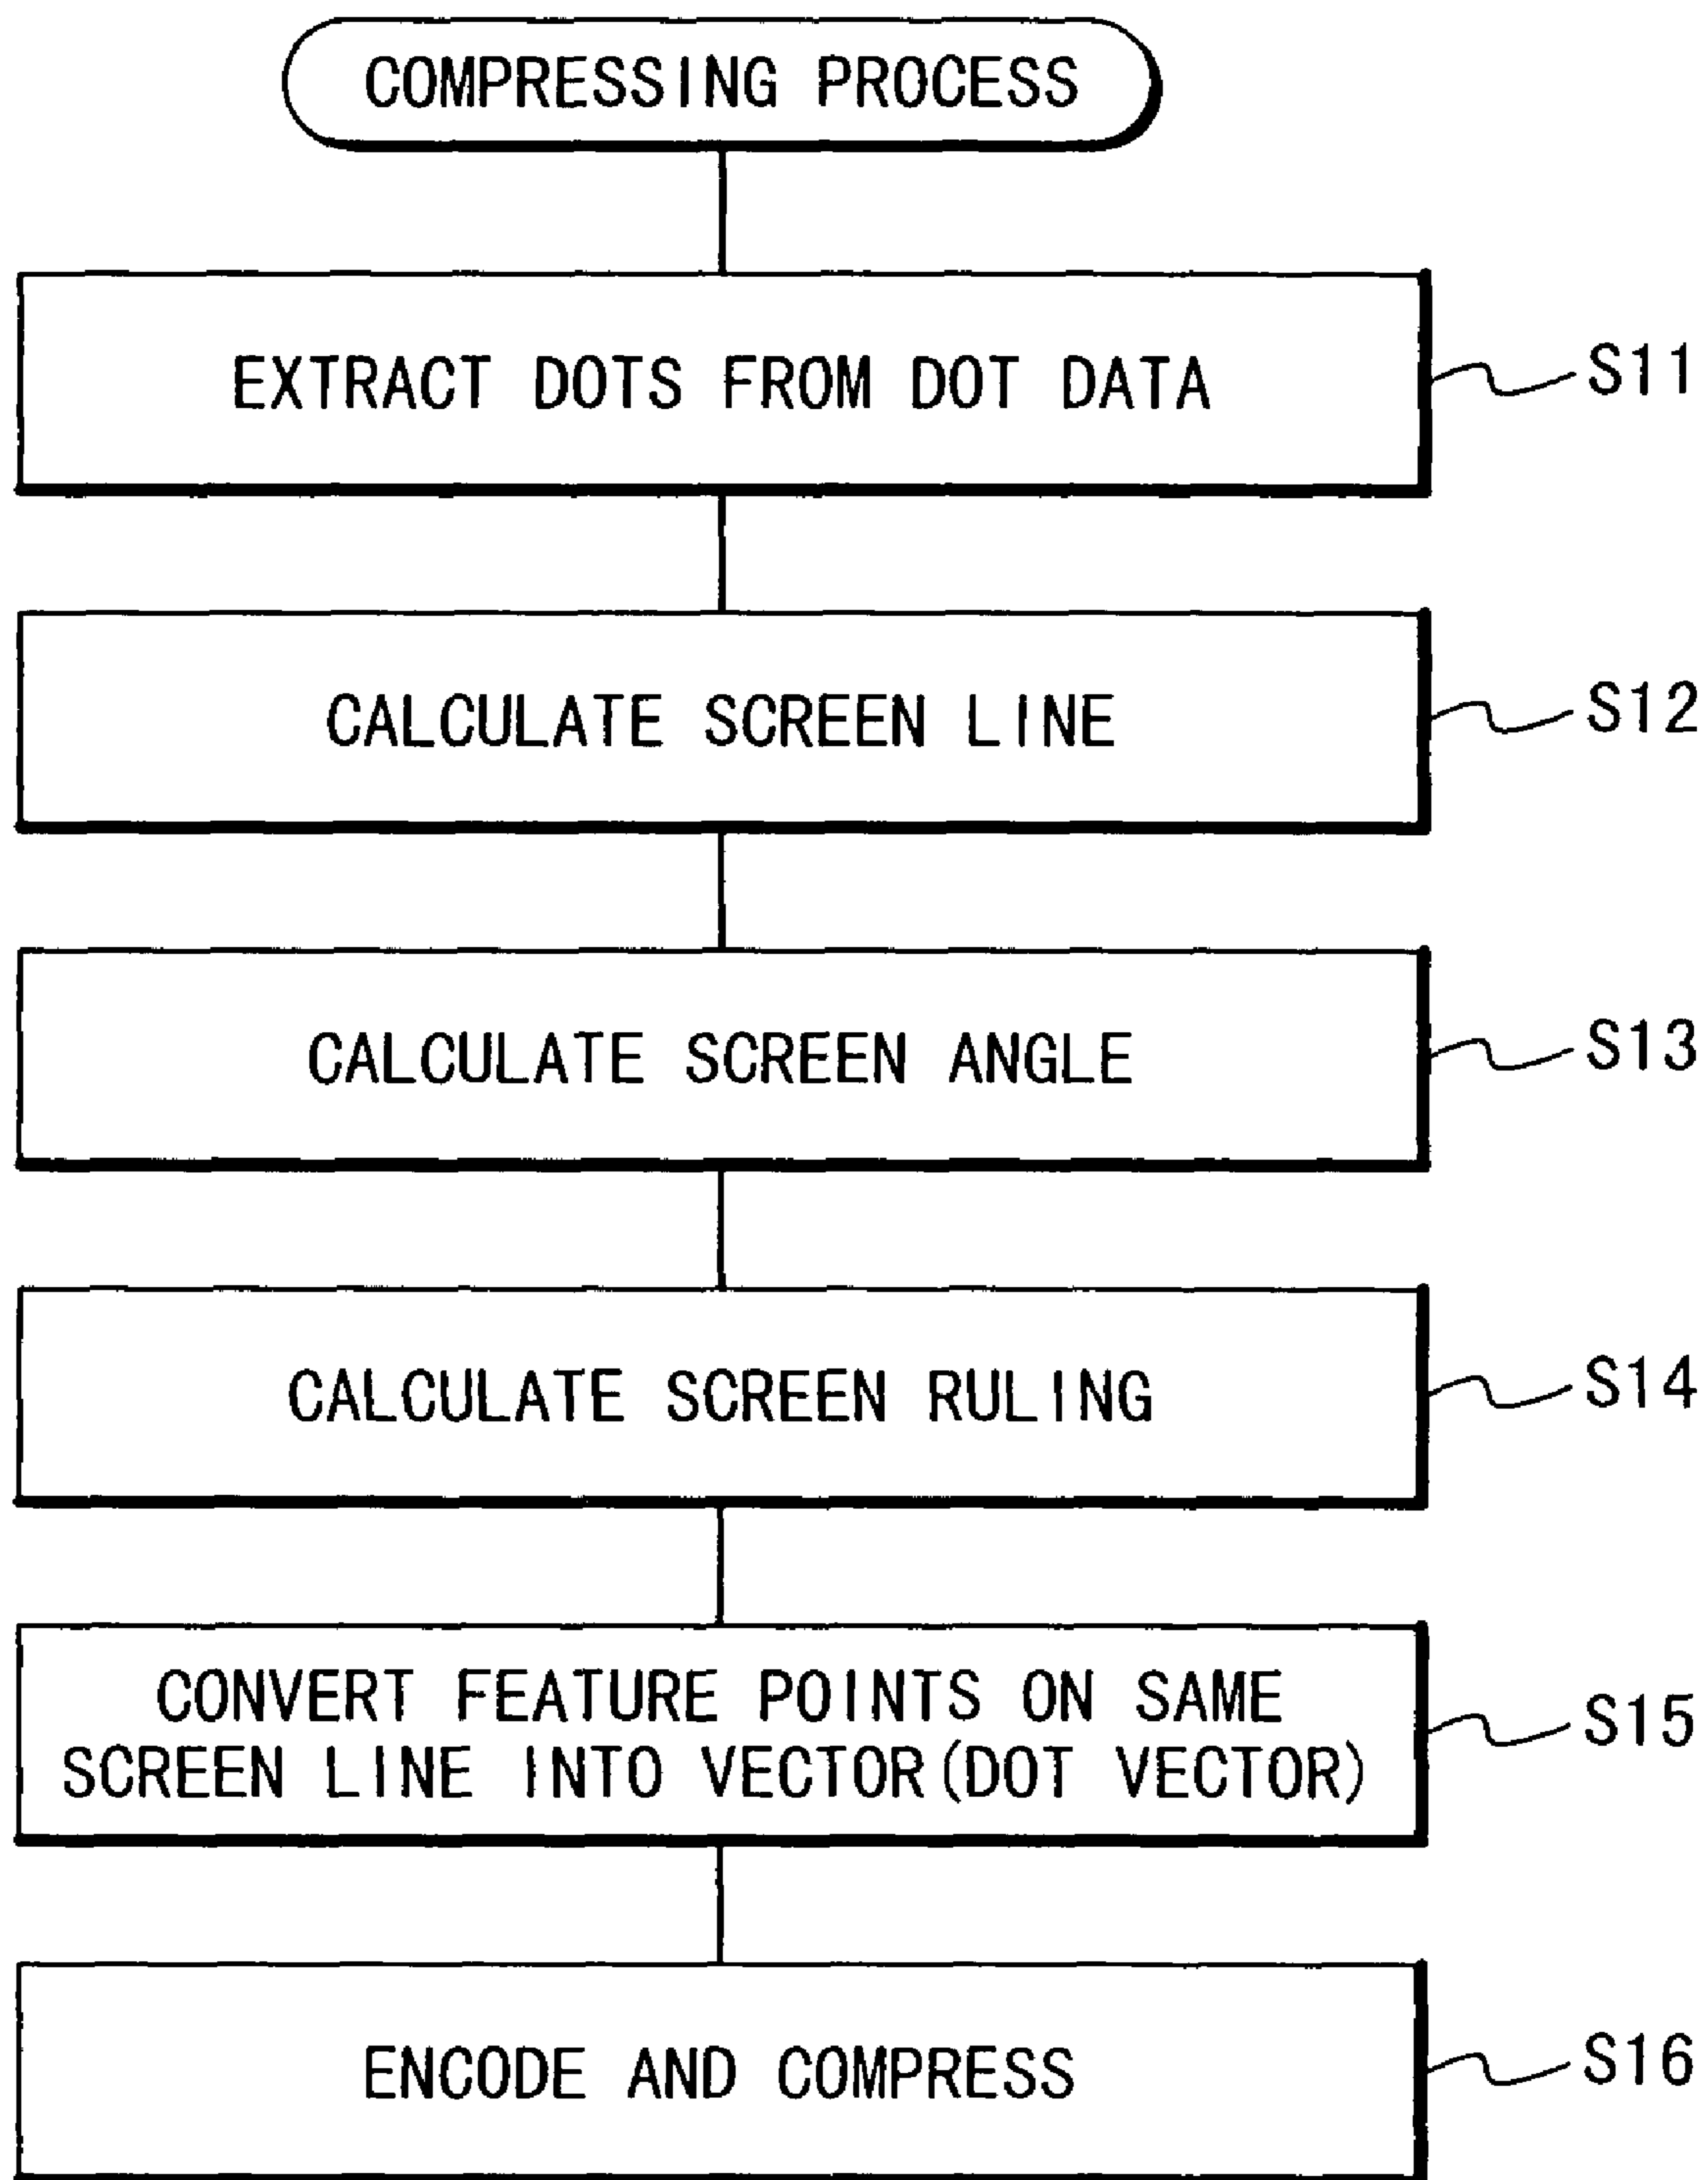 COMPRESSING PROCESS
EXTRACT DOTS FROM DOT DATA
S11
CALCULATE SCREEN LINE
S12
CALCULATE SCREEN ANGLE
S13
CALCULATE SCREEN RULING
S14
CONVERT FEATURE POINTS ON SAME
SCREEN LINE INTO VECTOR(DOT VECTOR)
S15
ENCODE AND COMPRESS
S16